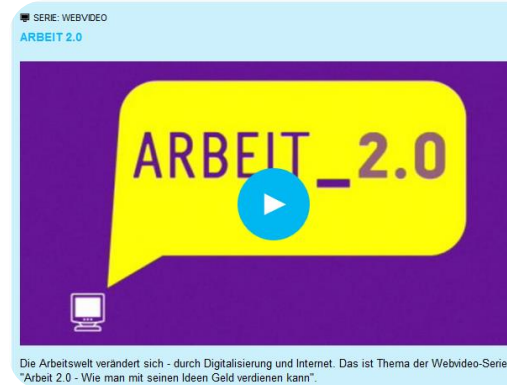 SERIE: WEBVIDEO
ARBEIT 2.0
ARBEIT_2.0
Die Arbeitswelt verändert sich - durch Digitalisierung und Internet. Das ist Thema der Webvideo-Serie
"Arbeit 2.0 - Wie man mit seinen Ideen Geld verdienen kann".